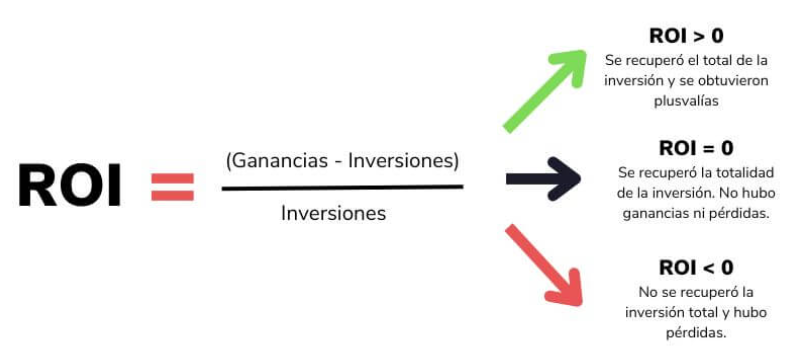 ROI =
(Ganancias - Inversiones)
Inversiones
ROI > 0
Se recuperó el total de la
inversión y se obtuvieron
plusvalías
ROI = 0
Se recuperó la totalidad
de la inversión. No hubo
ganancias ni pérdidas.
ROI < 0
No se recuperó la
inversión total y hubo
pérdidas.